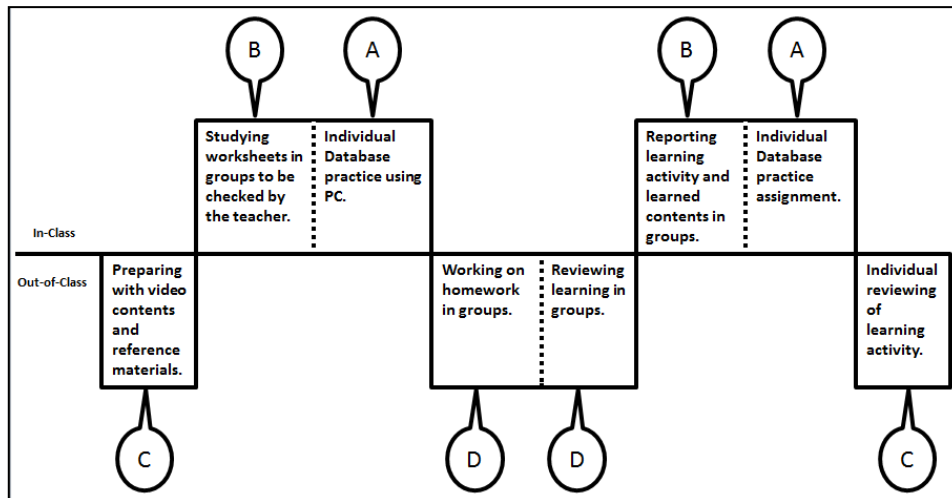 B
A
B
A
Studying
worksheets in
groups to be
checked by
the teacher.
Individual
Database
practice using
PC.
Reporting
learning
activity and
learned
contents in
groups.
Individual
Database
practice
assignment.
In-Class
Out-of-Class
Preparing
with video
contents
and
reference
materials.
Working on
homework
in groups.
Reviewing
learning in
groups.
Individual
reviewing
of
learning
activity.
C
D
D
C